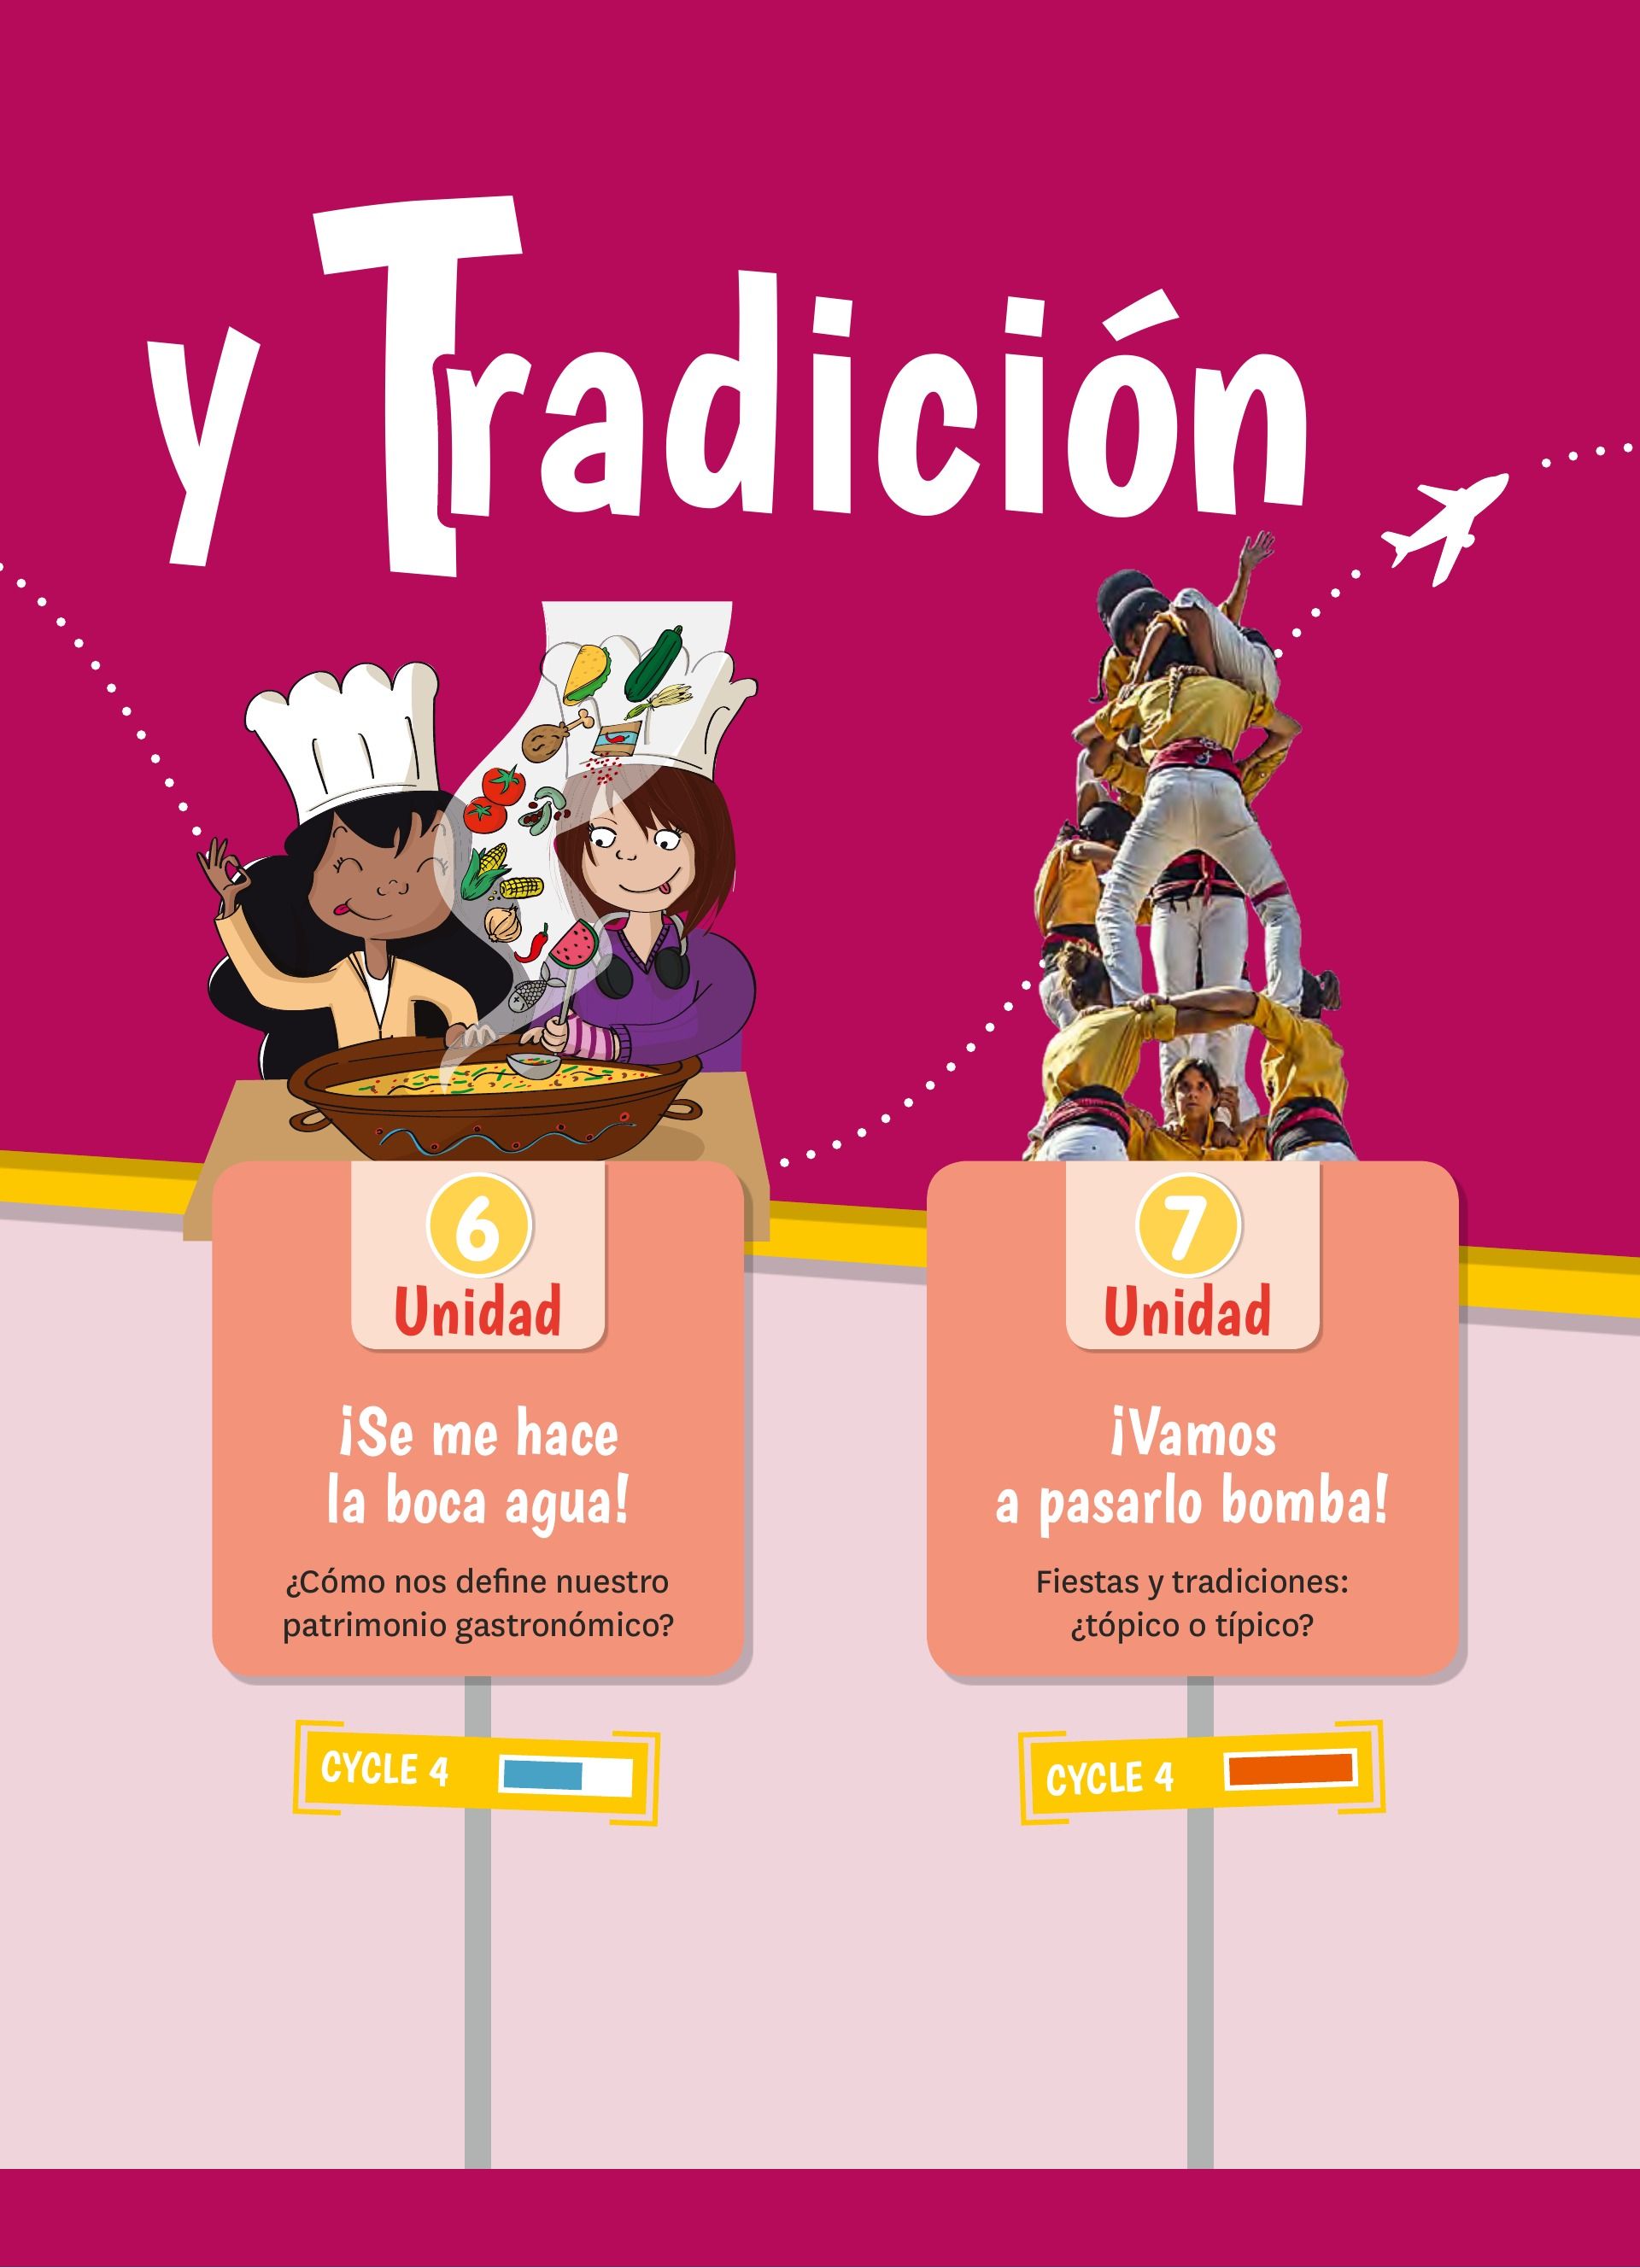 y Tradición
6
Unidad
¡Se me hace
la boca agua!
¿Cómo nos define nuestro
patrimonio gastronómico?
CYCLE 4
7
Unidad
¡Vamos
a pasarlo bomba!
Fiestas y tradiciones:
¿tópico o típico?
CYCLE 4